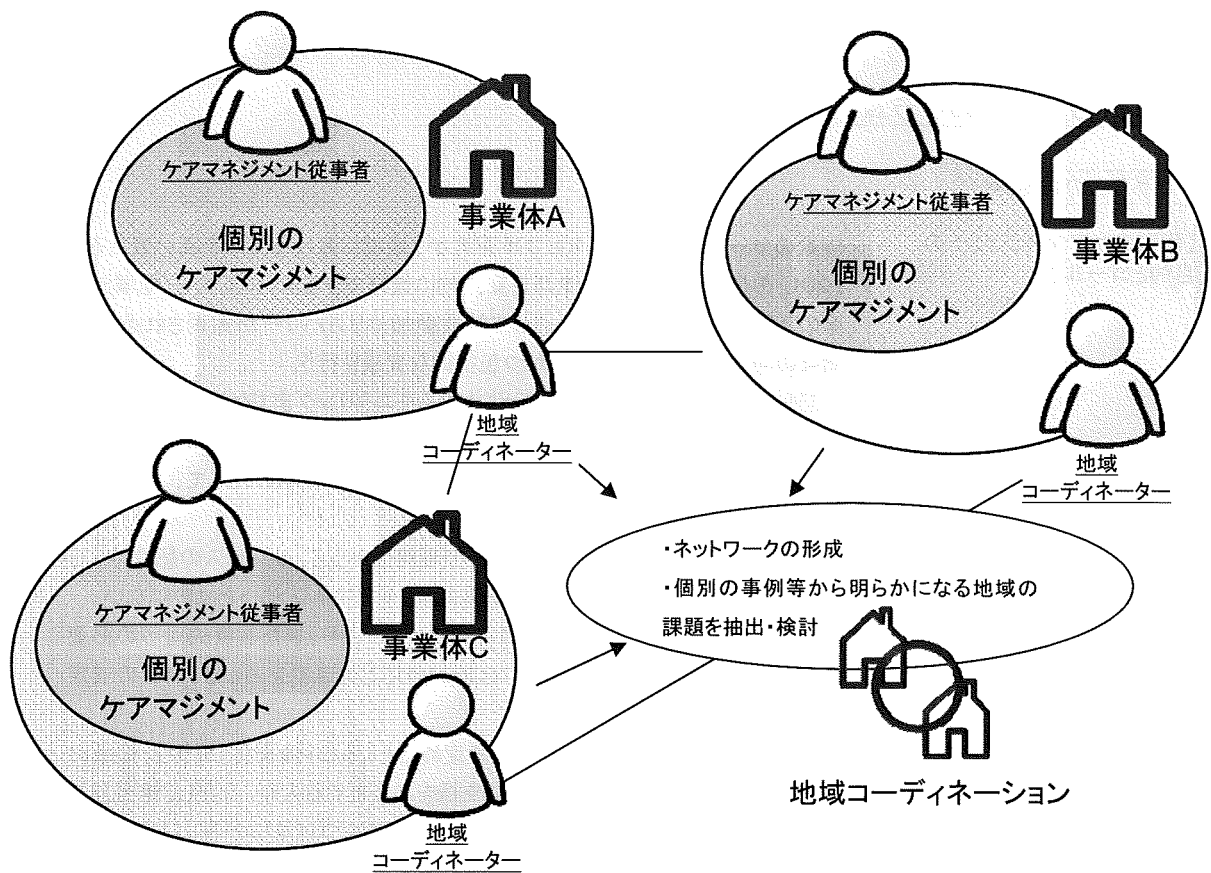 ケアマネジメント従事者
個別の
ケアマジメント
事業体A
地域
コーディネーター
ケアマネジメント従事者
個別の
ケアマジメント
事業体B
地域
コーディネーター
ケアマネジメント従事者
個別の
ケアマジメント
事業体C
地域
コーディネーター
・ネットワークの形成
・個別の事例等から明らかになる地域の
課題を抽出・検討
地域コーディネーション